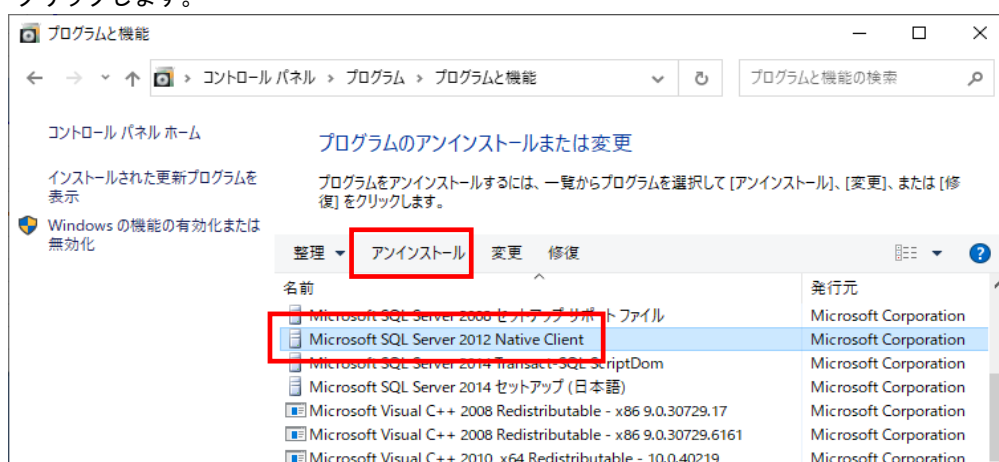 クリックします。
プログラムと機能
コントロール パネル › プログラム › プログラムと機能
プログラムと機能の検索
コントロール パネル ホーム
インストールされた更新プログラムを
表示
Windows の機能の有効化または
無効化
プログラムのアンインストールまたは変更
プログラムをアンインストールするには、一覧からプログラムを選択して [アンインストール]、[変更]、または [修
復] をクリックします。
整理 アンインストール 変更 修復
名前 発行元
Microsoft SQL Server 2008 セットアップ サポート ファイル Microsoft Corporation
Microsoft SQL Server 2012 Native Client Microsoft Corporation
Microsoft SQL Server 2014 Transact-SQL ScriptDom Microsoft Corporation
Microsoft SQL Server 2014 セットアップ (日本語) Microsoft Corporation
Microsoft Visual C++ 2008 Redistributable - x86 9.0.30729.17 Microsoft Corporation
Microsoft Visual C++ 2008 Redistributable - x86 9.0.30729.6161 Microsoft Corporation
Microsoft Visual C++ 2010 x64 Redistributable - 10.0.40219 Microsoft Corporation